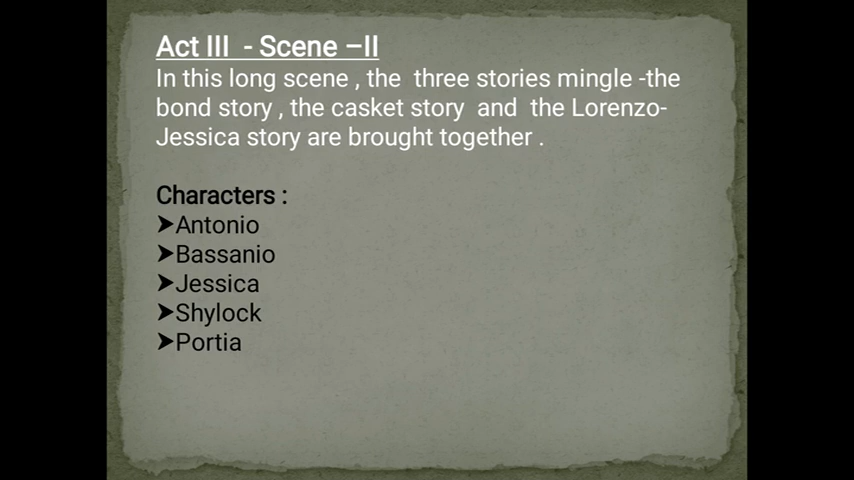 Act III  - Scene –II
In this long scene , the  three stories mingle -the
bond story , the casket story  and  the Lorenzo-
Jessica story are brought together .
Characters :
➤Antonio
➤Bassanio
➤Jessica
➤Shylock
➤Portia